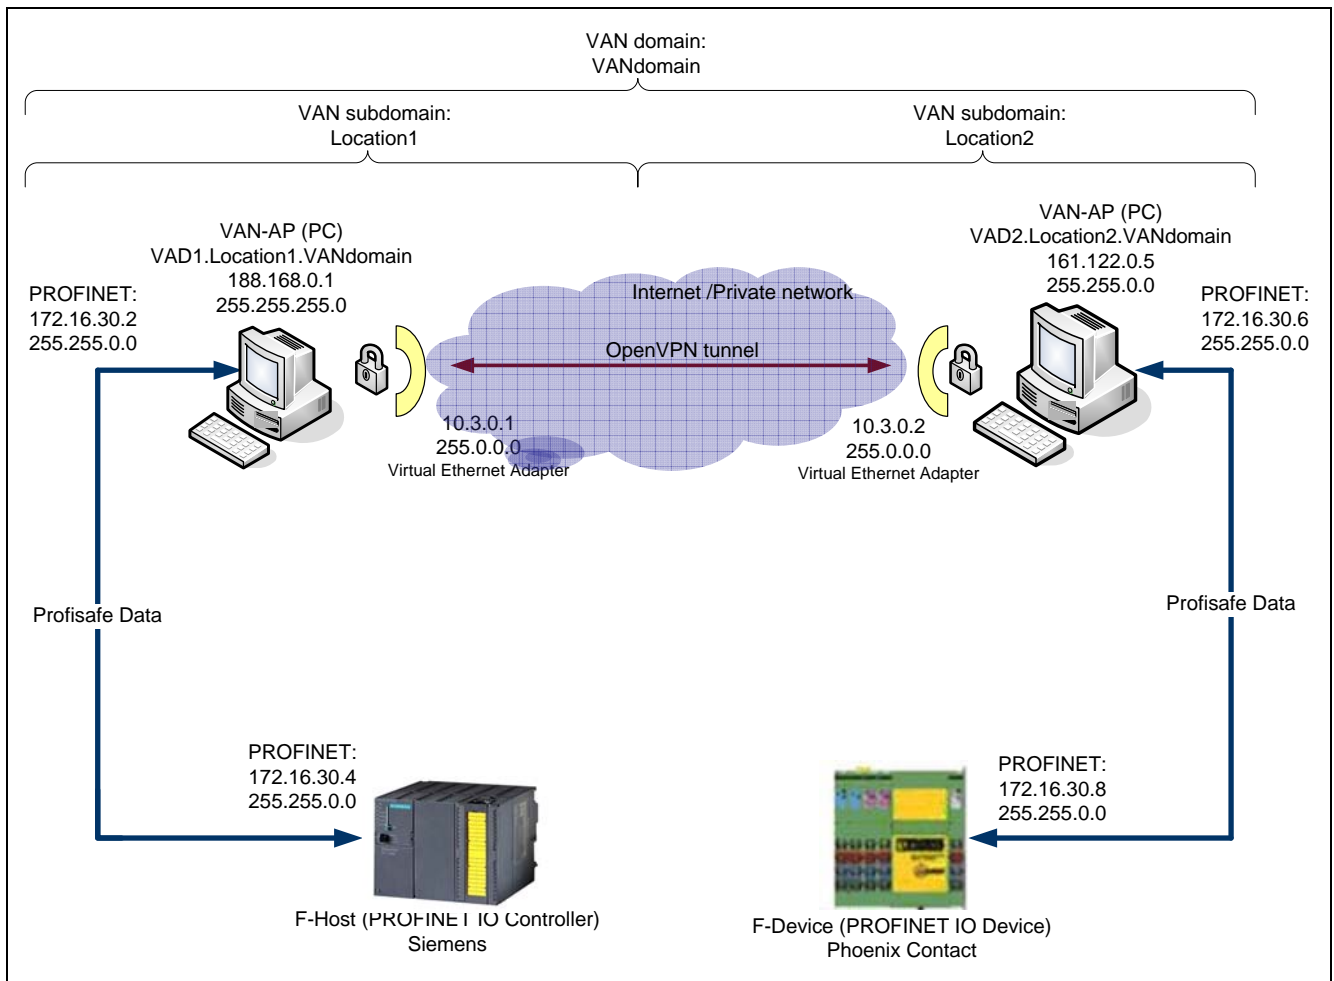 VAN domain:
VANdomain
VAN subdomain:
Location1
VAN subdomain:
Location2
VAN-AP (PC)
VAD1.Location1.VANdomain
188.168.0.1
255.255.255.0
VAN-AP (PC)
VAD2.Location2.VANdomain
161.122.0.5
255.255.0.0
PROFINET:
172.16.30.2
255.255.0.0
PROFINET:
172.16.30.6
255.255.0.0
Internet /Private network
OpenVPN tunnel
10.3.0.1
255.0.0.0
Virtual Ethernet Adapter
10.3.0.2
255.0.0.0
Virtual Ethernet Adapter
Profisafe Data
Profisafe Data
PROFINET:
172.16.30.4
255.255.0.0
PROFINET:
172.16.30.8
255.255.0.0
F-Host (PROFINET IO Controller)
Siemens
F-Device (PROFINET IO Device)
Phoenix Contact